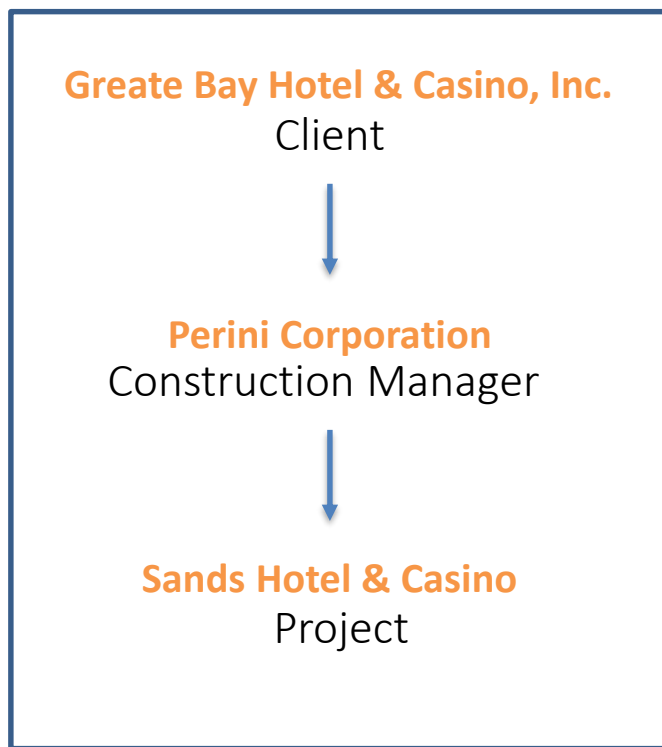 Greate Bay Hotel & Casino, Inc.
Client
Perini Corporation
Construction Manager
Sands Hotel & Casino
Project